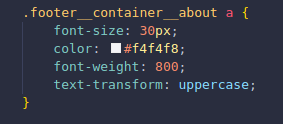 .footer__container__about a {
    font-size: 30px;
    color: #f4f4f8;
    font-weight: 800;
    text-transform: uppercase;
}